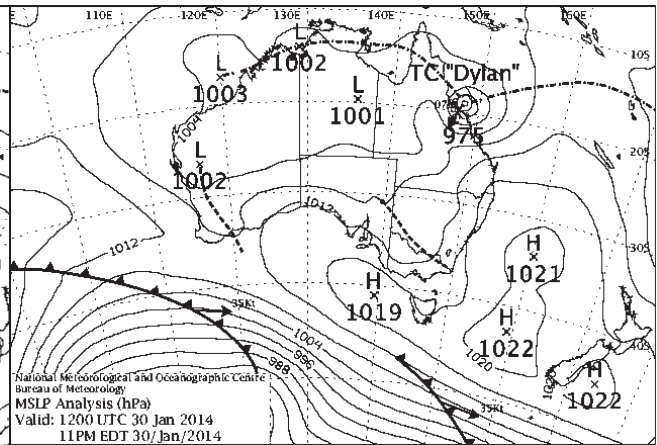 110E 120E 130E 140E 150E 160E
10S
L
1002
TC "Dylan"
L
1003
L
1001
975
1004
20S
L
1002
1012
1012
30S
H
1021
H
1019
35Kt
H
1022
1004
996
988
1020
40S
H
1022
35Kt
National Meteorological and Oceanographic Centre
Bureau of Meteorology
MSLP Analysis (hPa)
Valid: 1200 UTC 30 Jan 2014
11PM EDT 30/Jan/2014